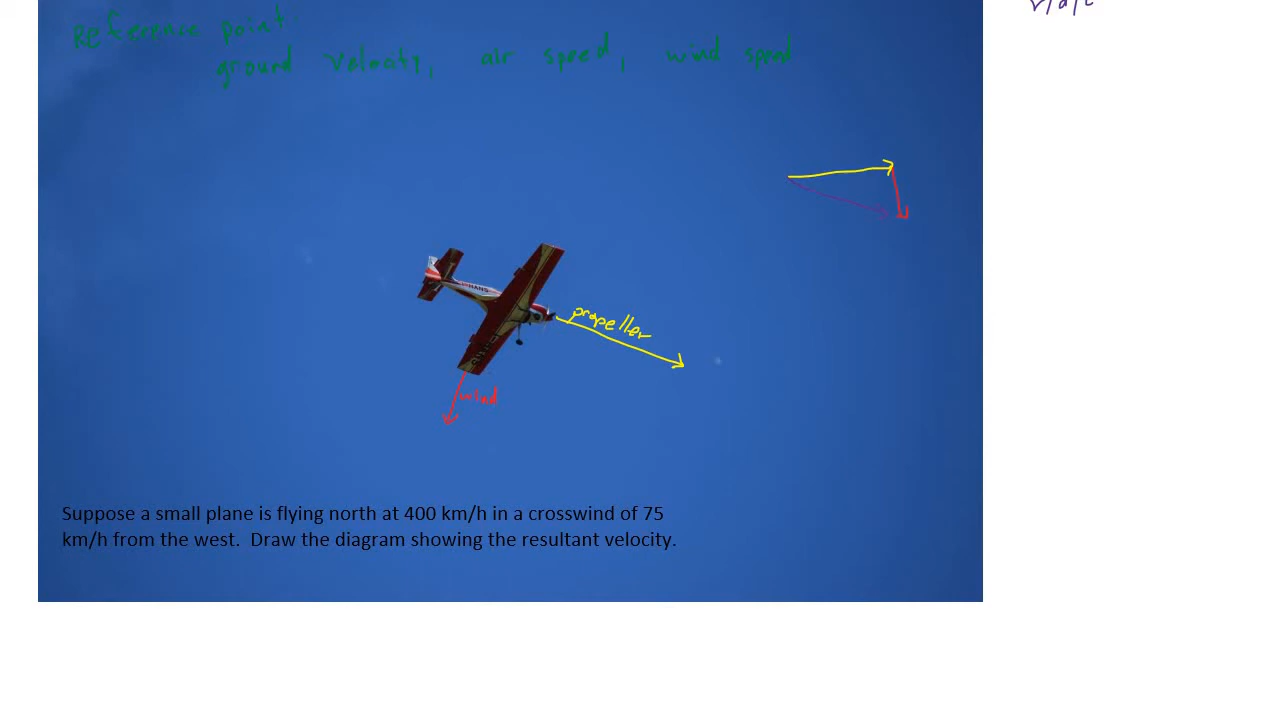 Reference point:
ground velocity, air speed, wind speed
propeller
wind
Suppose a small plane is flying north at 400 km/h in a crosswind of 75
km/h from the west. Draw the diagram showing the resultant velocity.